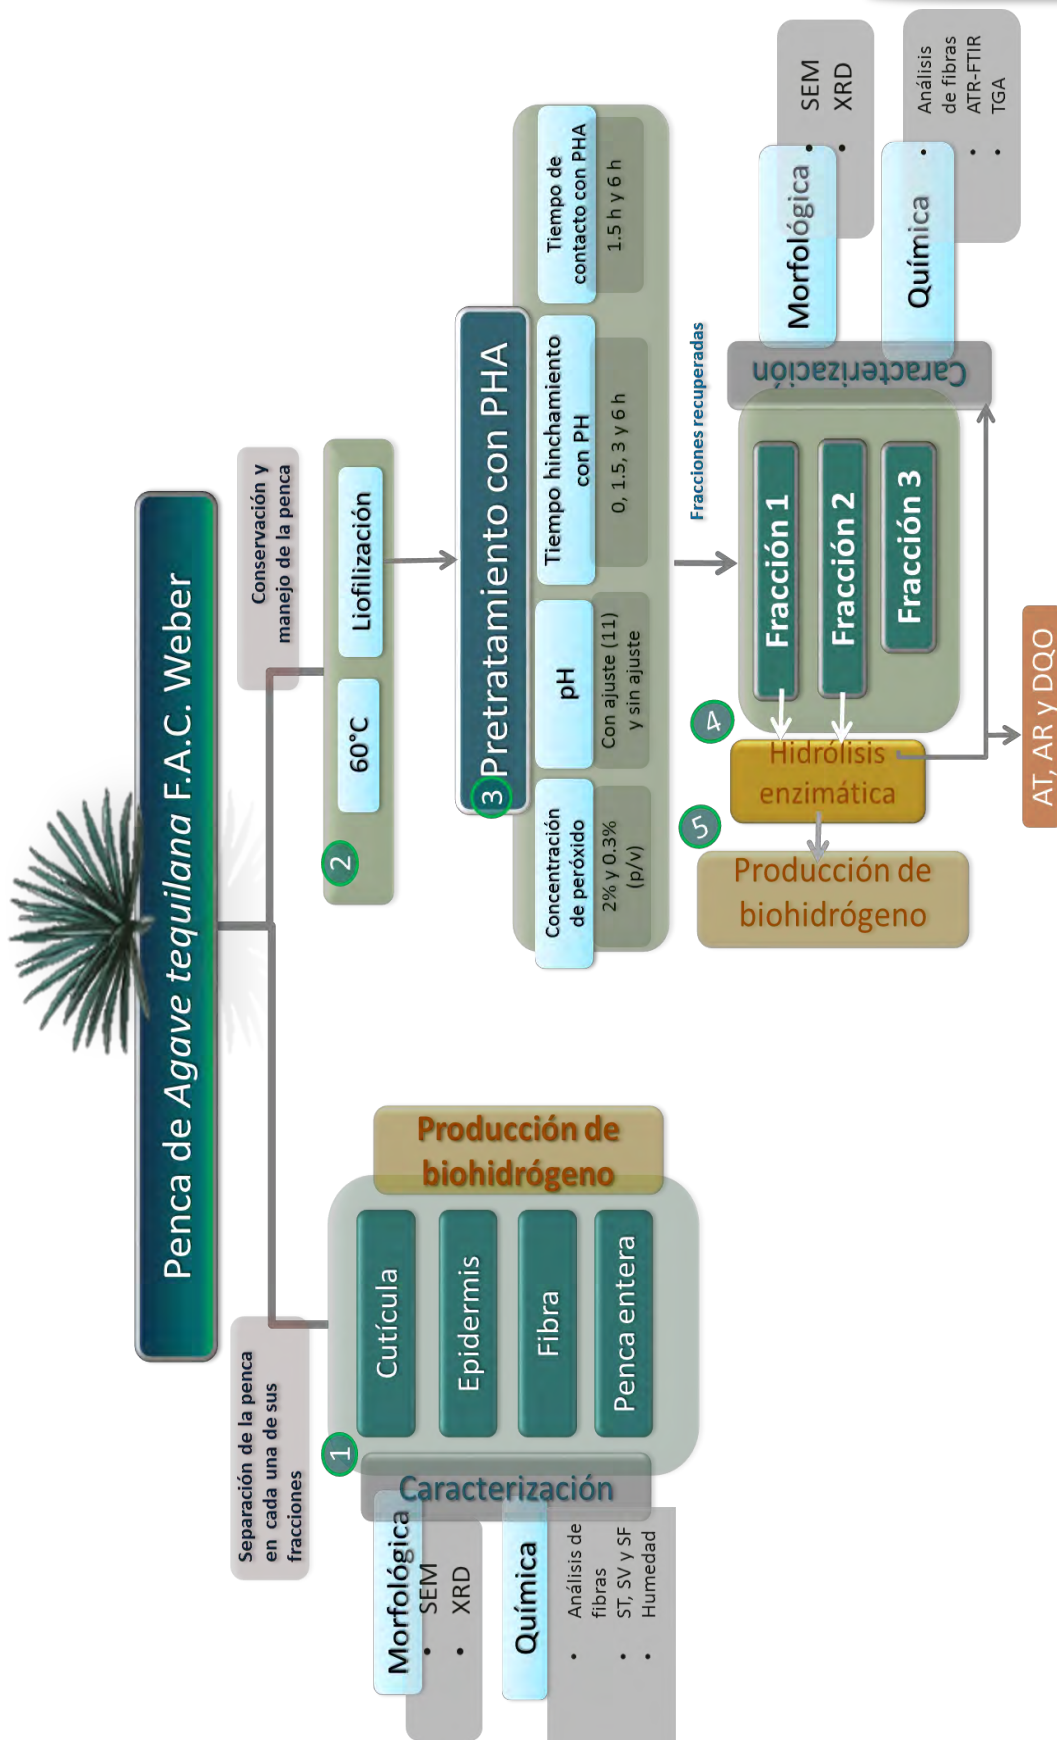 Penca de Agave tequilana F.A.C. Weber
Separación de la penca
en cada una de sus
fracciones
1
Cutícula
Epidermis
Fibra
Penca entera
Producción de
biohidrógeno
Caracterización
Morfológica
• SEM
• XRD
Química
• Análisis de
fibras
• ST, SV y SF
• Humedad
Conservación y
manejo de la penca
2
60°C
Liofilización
3
Pretratamiento con PHA
Concentración
de peróxido
2% y 0.3%
(p/v)
pH
Con ajuste (11)
y sin ajuste
Tiempo hinchamiento
con PH
0, 1.5, 3 y 6 h
Tiempo de
contacto con PHA
1.5 h y 6 h
Fracciones recuperadas
Fracción 1
Fracción 2
Fracción 3
4
Hidrólisis
enzimática
5
Producción de
biohidrógeno
Caracterización
Morfológica
• SEM
• XRD
Química
• Análisis
de fibras
• ATR-FTIR
• TGA
AT, AR y DQO